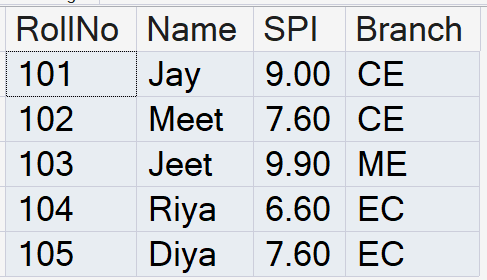 RollNo Name SPI Branch
101 Jay 9.00 CE
102 Meet 7.60 CE
103 Jeet 9.90 ME
104 Riya 6.60 EC
105 Diya 7.60 EC